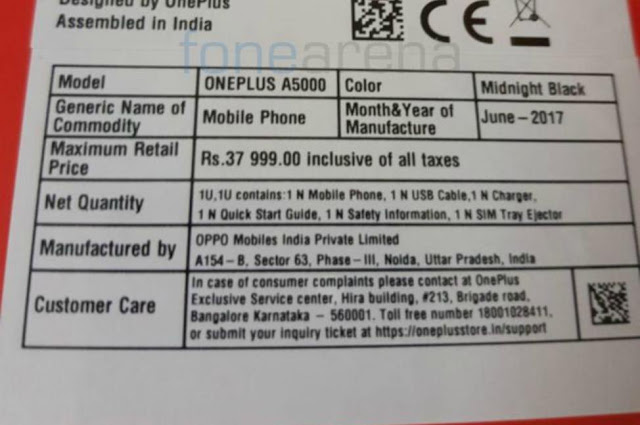 Designed by OnePlus
Assembled in India
fonearena
Model ONEPLUS A5000 Color Midnight Black
Generic Name of
Commodity
Mobile Phone
Month&Year of
Manufacture
June-2017
Maximum Retail
Price
Rs.37 999.00 inclusive of all taxes
Net Quantity
1U,1U contains:1 N Mobile Phone, 1 N USB Cable,1 N Charger,
1 N Quick Start Guide, 1 N Safety Information, 1 N SIM Tray Ejector
Manufactured by
OPPO Mobiles India Private Limited
A154-B, Sector 63, Phase-III, Noida, Uttar Pradesh, India
Customer Care
In case of consumer complaints please contact at OnePlus
Exclusive Service center, Hira building, #213, Brigade road,
Bangalore Karnataka - 560001. Toll free number 18001028411,
or submit your inquiry ticket at https://oneplusstore.in/support